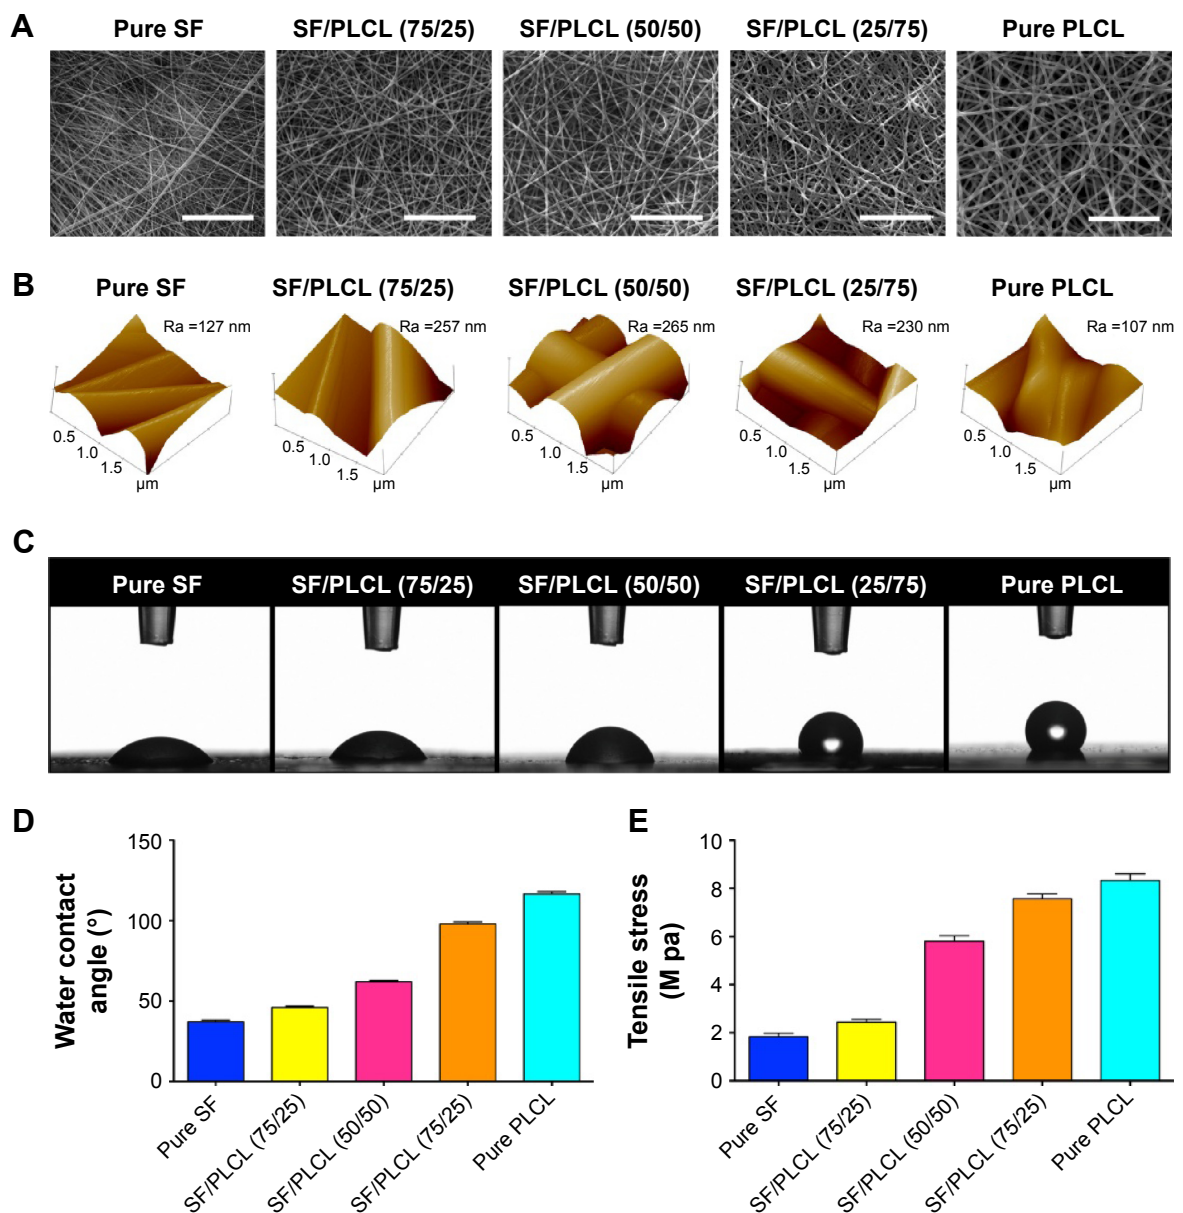 A
Pure SF
SF/PLCL (75/25)
SF/PLCL (50/50)
SF/PLCL (25/75)
Pure PLCL
B
Pure SF
SF/PLCL (75/25)
SF/PLCL (50/50)
SF/PLCL (25/75)
Pure PLCL
Ra =127 nm
Ra =257 nm
Ra =265 nm
Ra =230 nm
Ra =107 nm
0.5
1.0
1.5
µm
0.5
1.0
1.5
µm
0.5
1.0
1.5
µm
0.5
1.0
1.5
µm
0.5
1.0
1.5
µm
C
Pure SF
SF/PLCL (75/25)
SF/PLCL (50/50)
SF/PLCL (25/75)
Pure PLCL
D
Water contact
angle (°)
150
100
50
0
Pure SF
SF/PLCL (75/25)
SF/PLCL (50/50)
SF/PLCL (75/25)
Pure PLCL
E
Tensile stress
(M pa)
10
8
6
4
2
0
Pure SF
SF/PLCL (75/25)
SF/PLCL (50/50)
SF/PLCL (75/25)
Pure PLCL